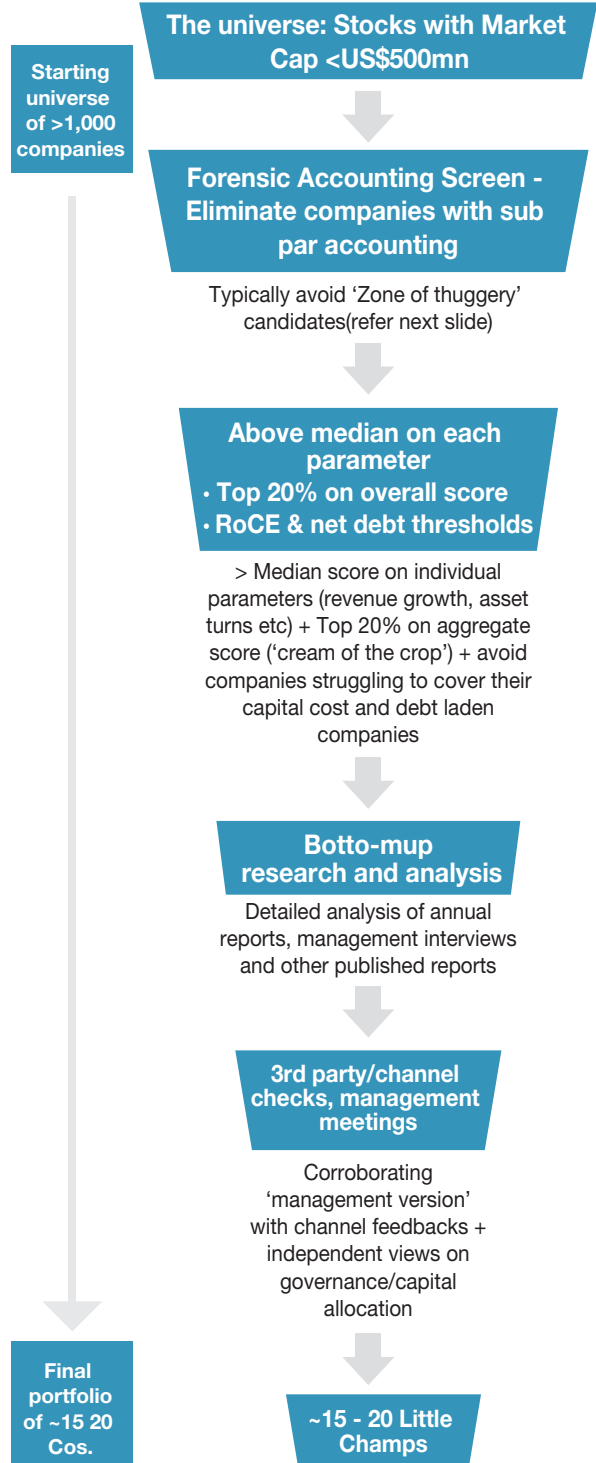 The universe: Stocks with Market
Cap <US$500mn
Starting
universe
of >1,000
companies
Forensic Accounting Screen -
Eliminate companies with sub
par accounting
Typically avoid ‘Zone of thuggery’
candidates(refer next slide)
Above median on each
parameter
• Top 20% on overall score
• RoCE & net debt thresholds
> Median score on individual
parameters (revenue growth, asset
turns etc) + Top 20% on aggregate
score (‘cream of the crop’) + avoid
companies struggling to cover their
capital cost and debt laden
companies
Botto-mup
research and analysis
Detailed analysis of annual
reports, management interviews
and other published reports
3rd party/channel
checks, management
meetings
Corroborating
‘management version’
with channel feedbacks +
independent views on
governance/capital
allocation
Final
portfolio
of ~15 20
Cos.
~15 - 20 Little
Champs